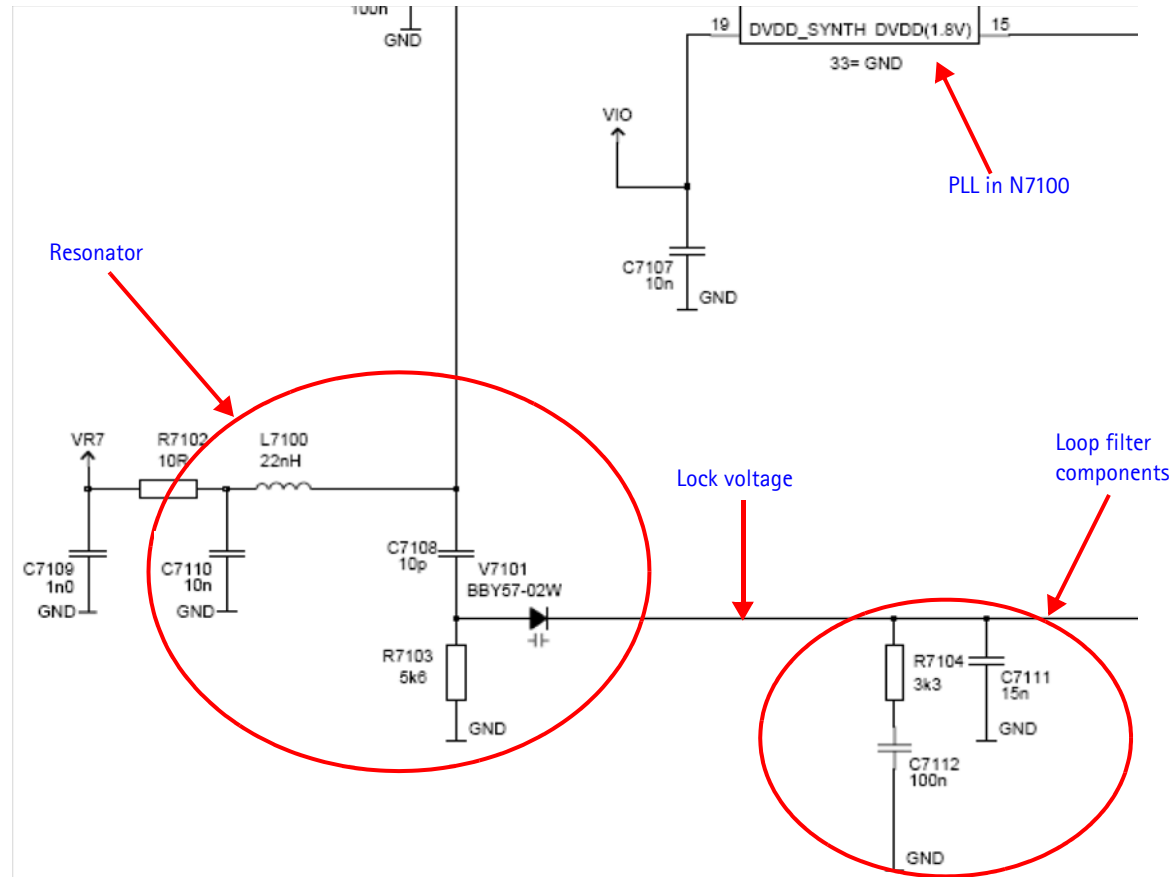 100n
GND
19
DVDD_SYNTH DVDD(1.8V)
15
33= GND
VIO
PLL in N7100
C7107
10n
GND
Resonator
VR7
R7102
10R
L7100
22nH
Lock voltage
Loop filter
components
C7109
1n0
GND
C7110
10n
GND
C7108
10p
V7101
BBY57-02W
R7103
5k6
GND
R7104
3k3
C7111
15n
GND
C7112
100n
GND